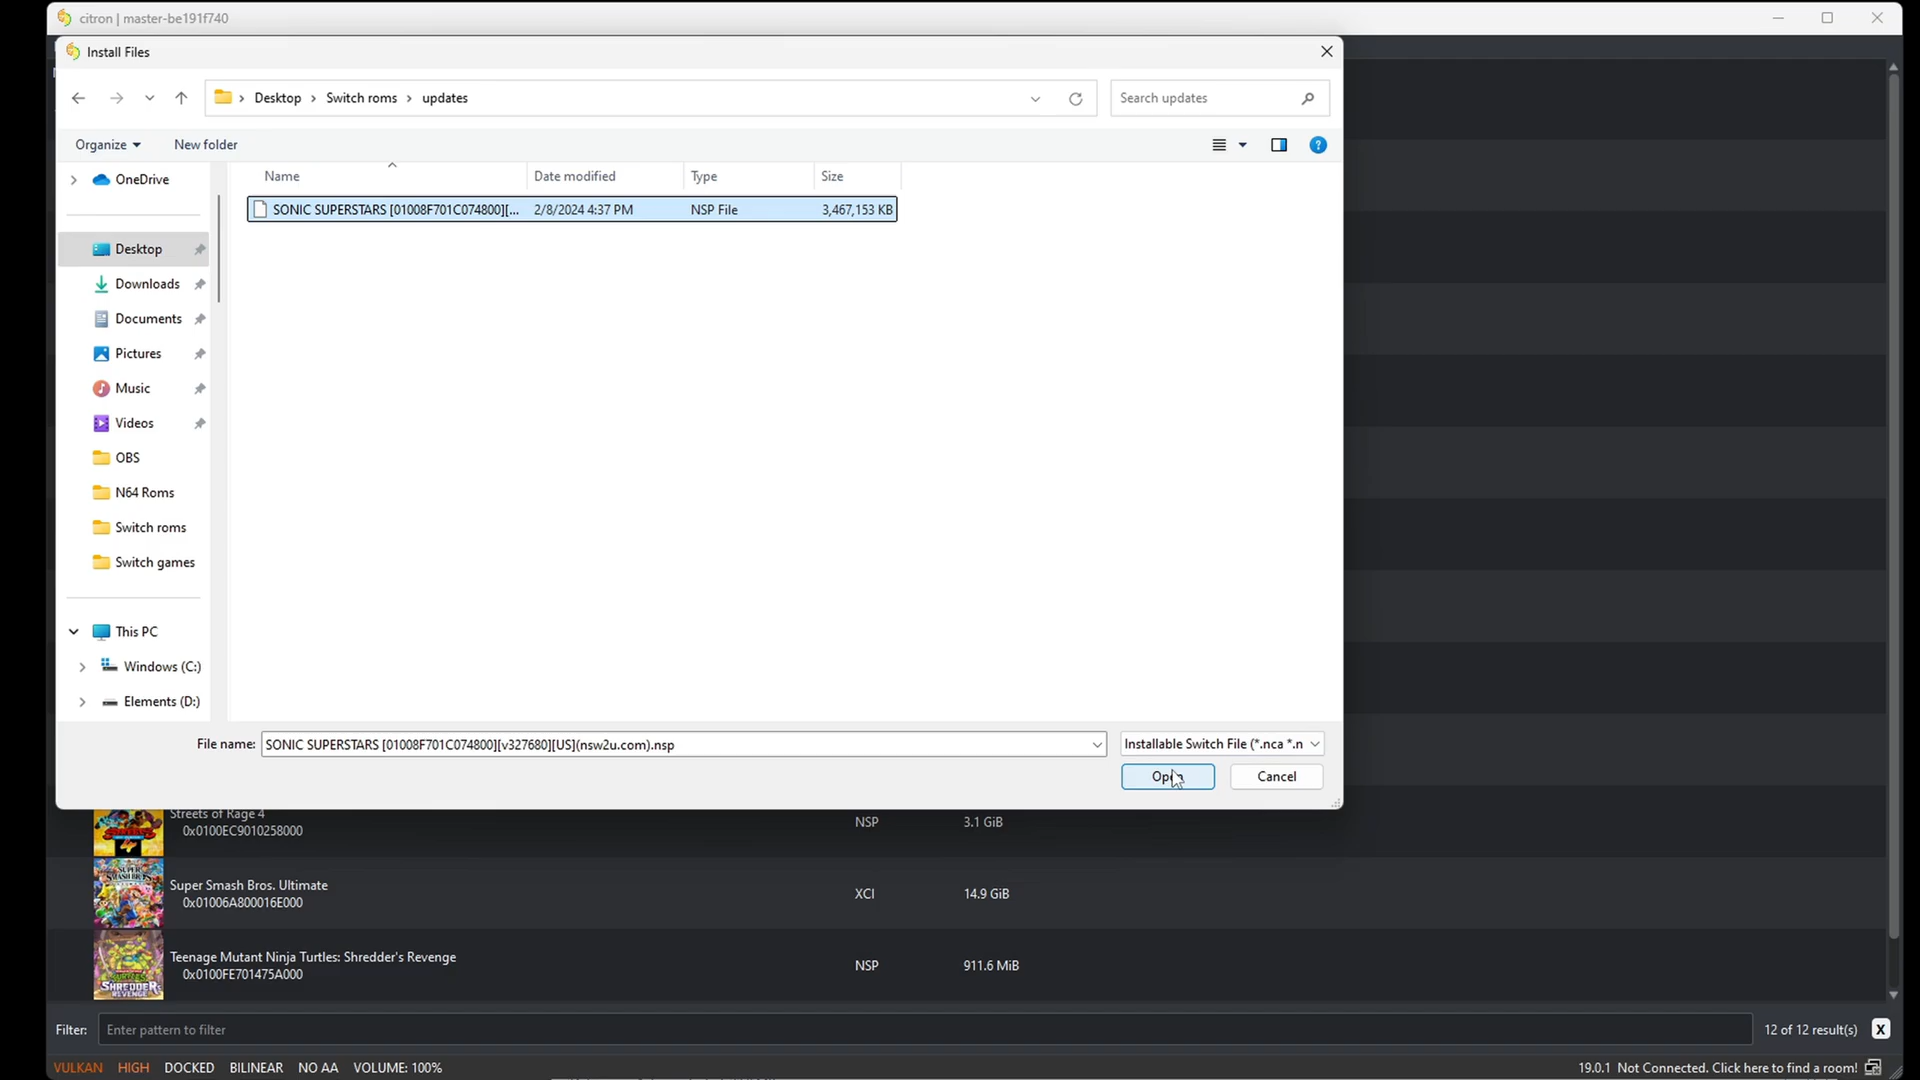 citron | master-be191f740
Install Files
Desktop > Switch roms > updates
Search updates
Organize
New folder
OneDrive
Desktop
Downloads
Documents
Pictures
Music
Videos
OBS
N64 Roms
Switch roms
Switch games
This PC
Windows (C:)
Elements (D:)
Name Date modified Type Size
SONIC SUPERSTARS [01008F701C074800][... 2/8/2024 4:37 PM NSP File 3,467,153 KB
File name: SONIC SUPERSTARS [01008F701C074800][v327680][US](nsw2u.com).nsp
Installable Switch File (*.nca *.n
Open Cancel
Streets of Rage 4
0x0100EC9010258000
NSP 3.1 GiB
Super Smash Bros. Ultimate
0x01006A800016E000
XCI 14.9 GiB
Teenage Mutant Ninja Turtles: Shredder's Revenge
0x0100FE701475A000
NSP 911.6 MiB
Filter: Enter pattern to filter 12 of 12 result(s) X
VULKAN HIGH DOCKED BILINEAR NO AA VOLUME: 100% 19.0.1 Not Connected. Click here to find a room!